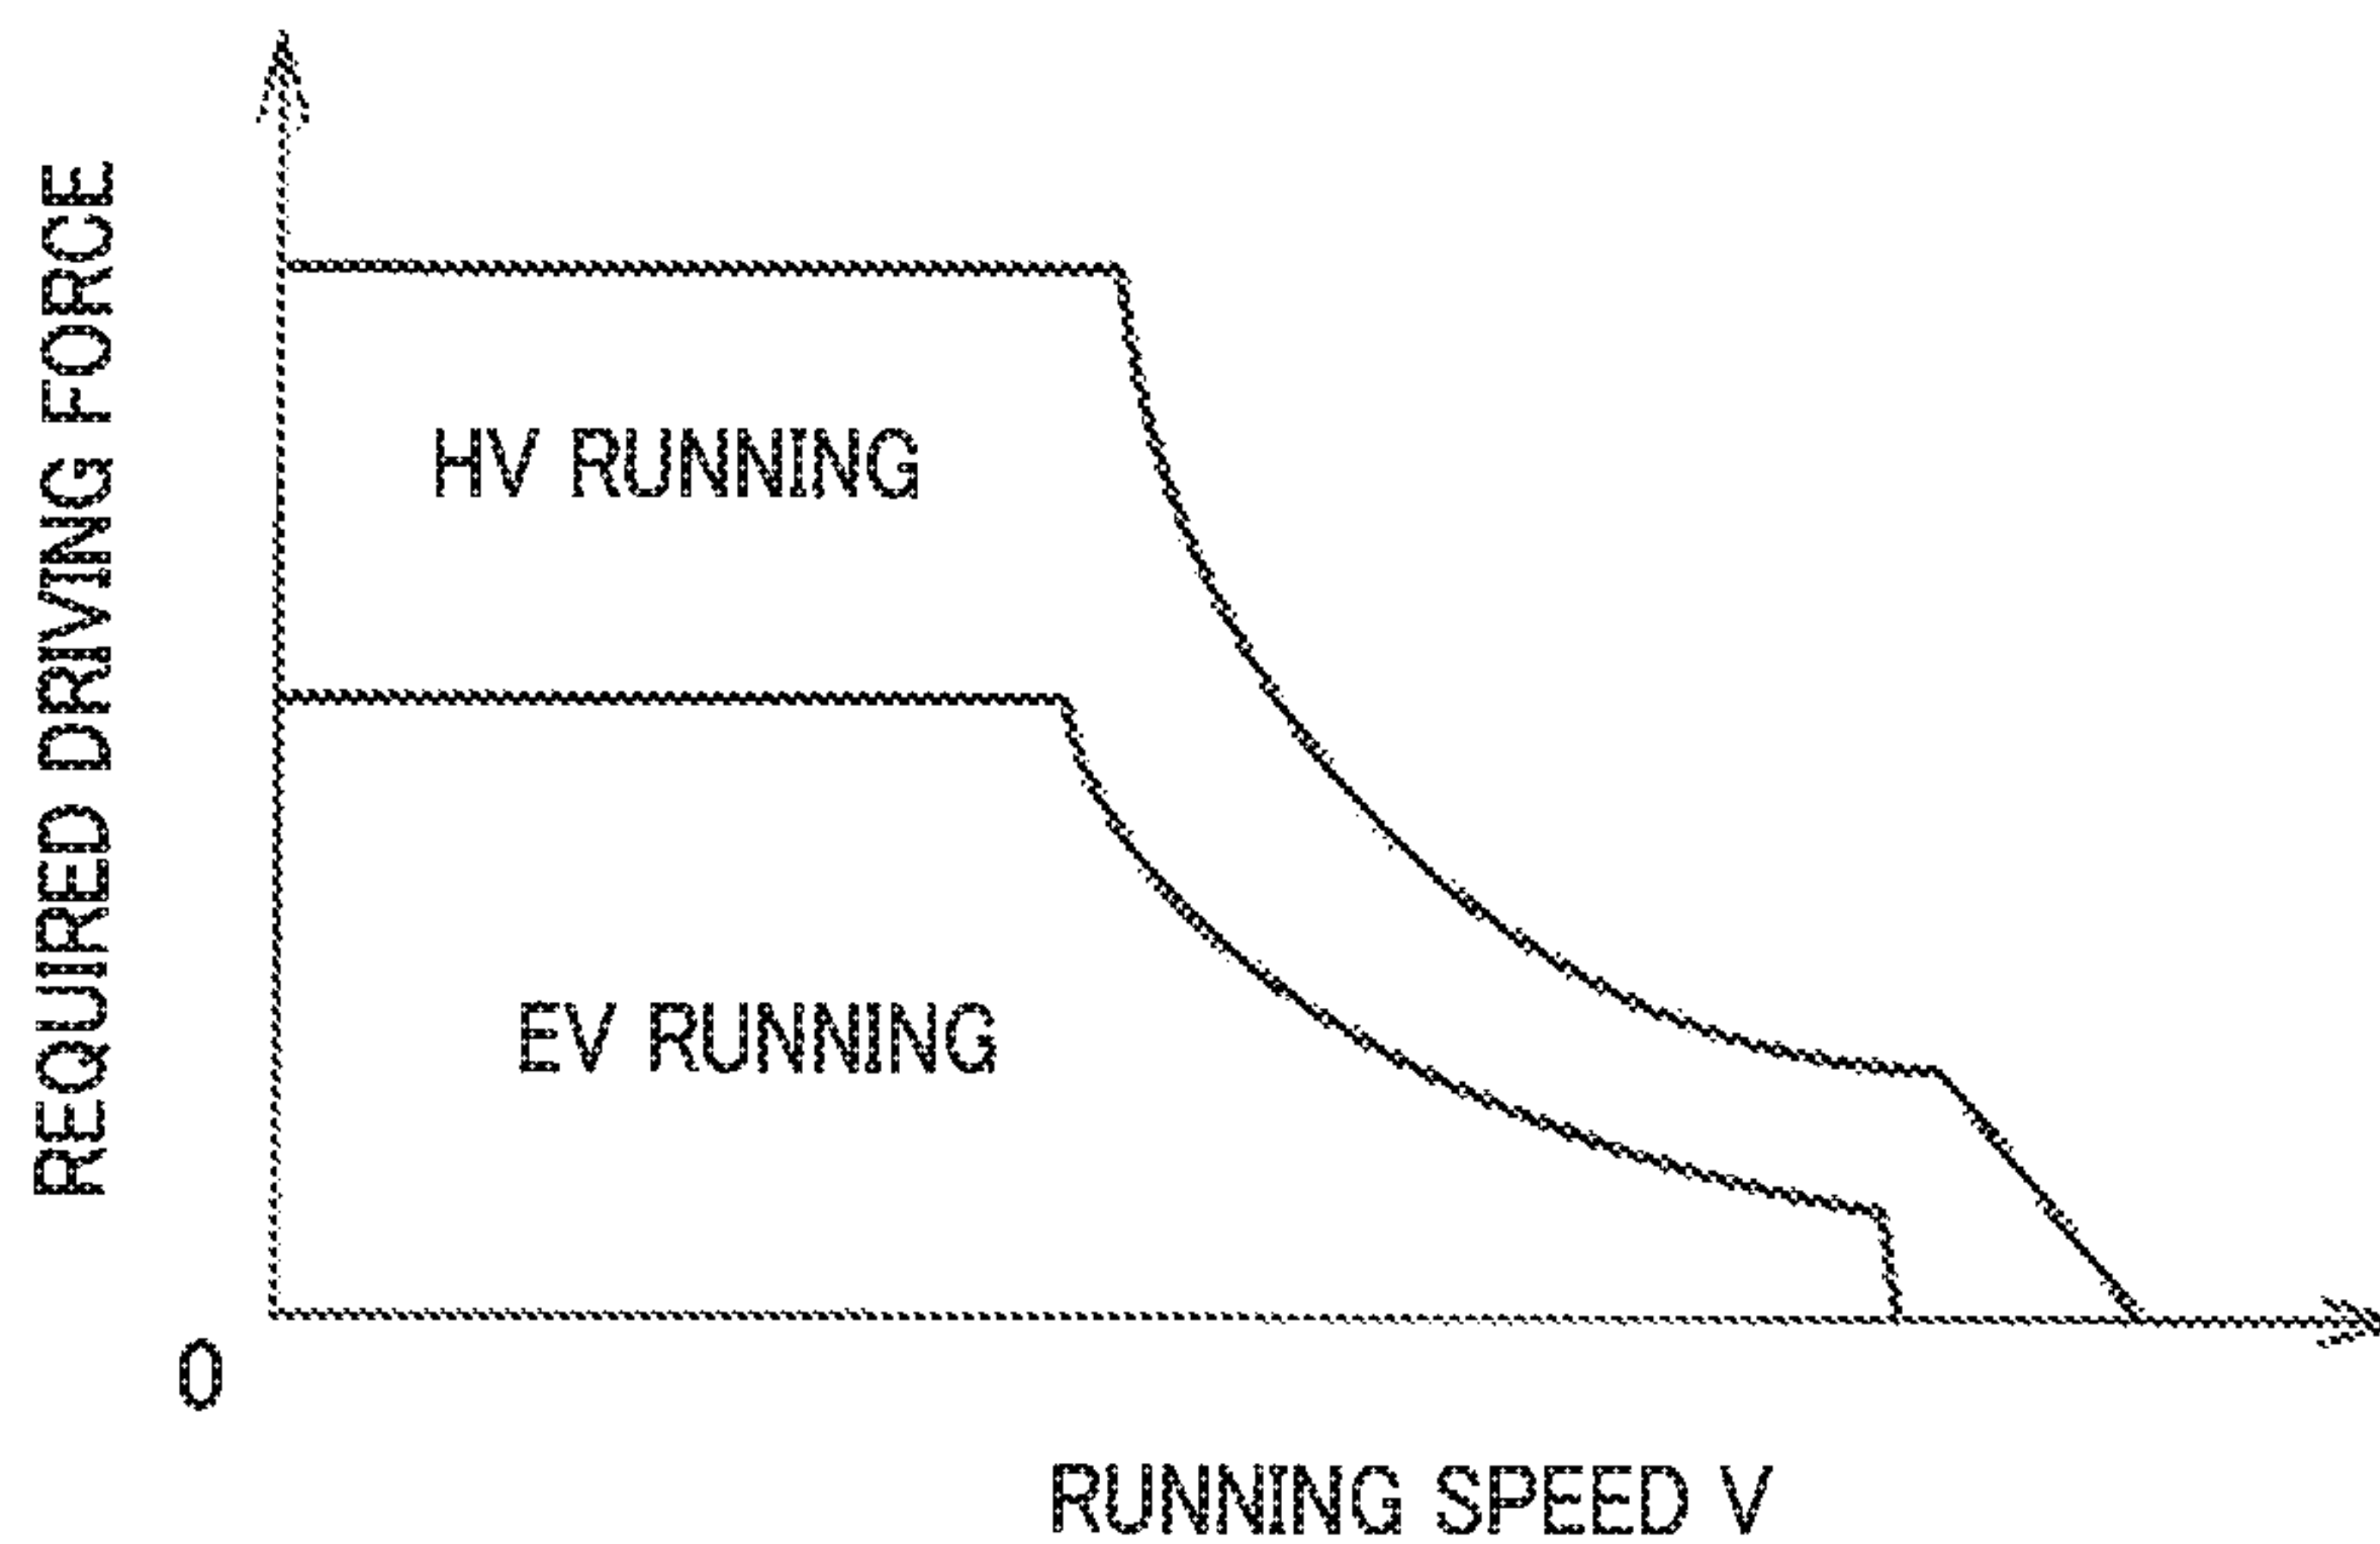 REQUIRED DRIVING FORCE
HV RUNNING
EV RUNNING
0
RUNNING SPEED V